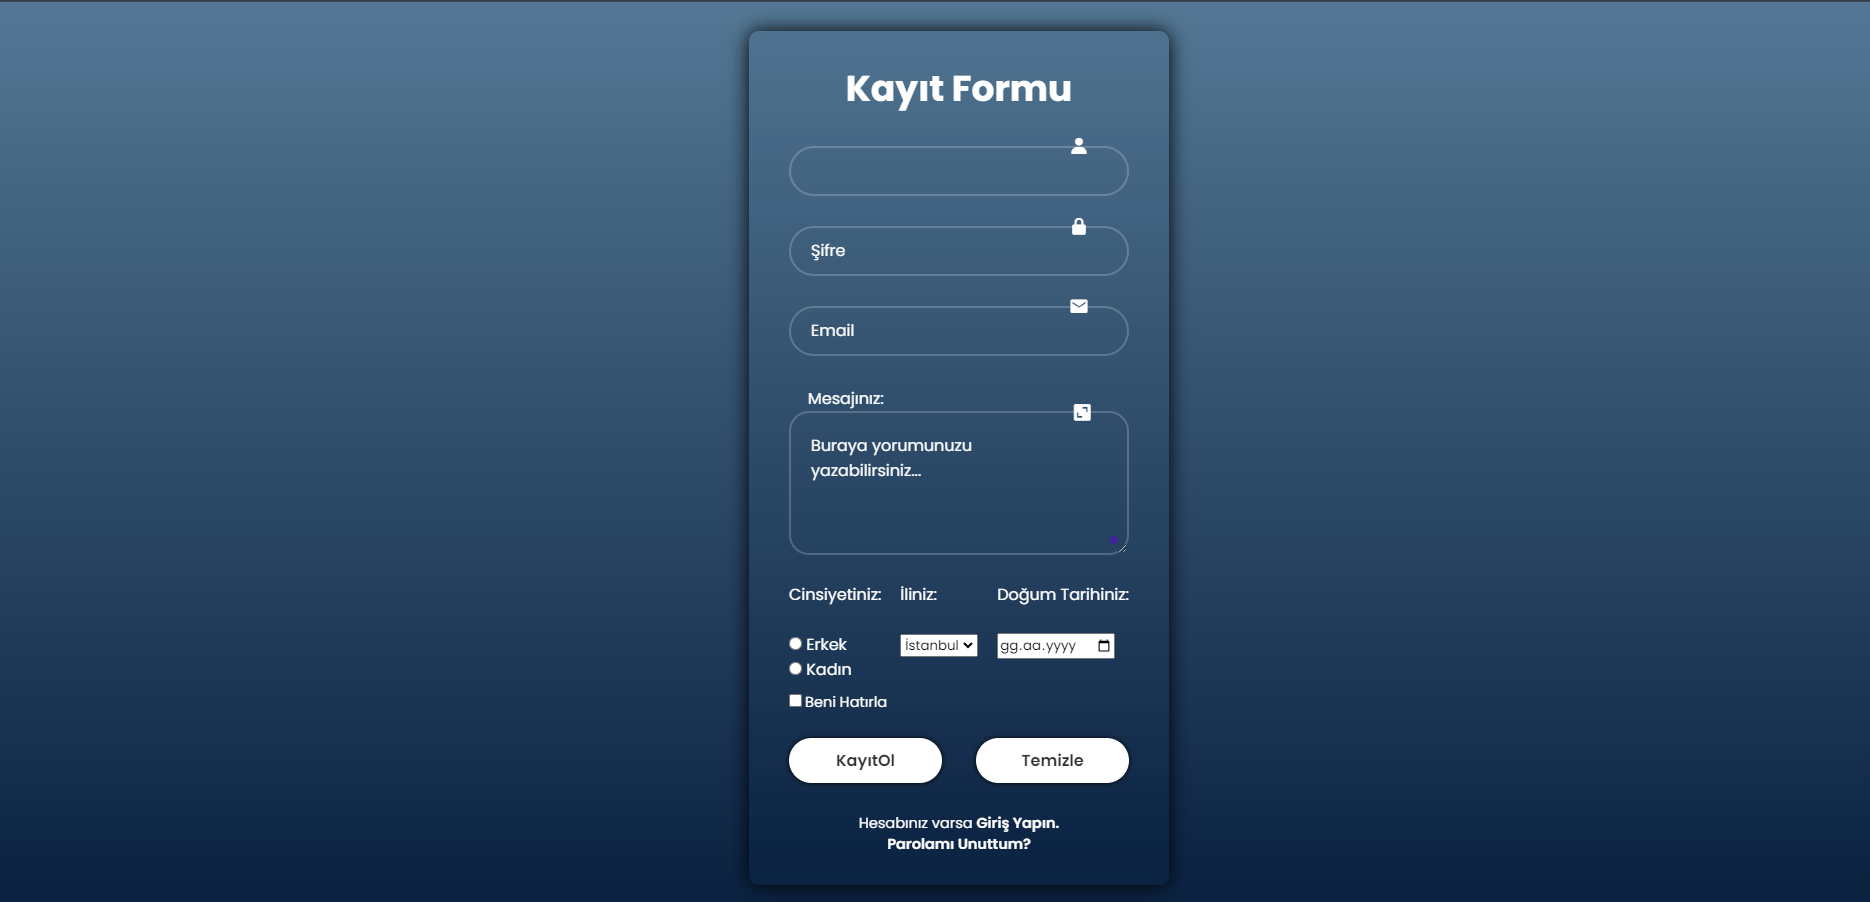 Kayıt Formu
Şifre
Email
Mesajınız:
Buraya yorumunuzu
yazabilirsiniz...
Cinsiyetiniz: İliniz: Doğum Tarihiniz:
Erkek İstanbul gg.aa.yyyy
Kadın
Beni Hatırla
KayıtOl Temizle
Hesabınız varsa Giriş Yapın.
Parolamı Unuttum?